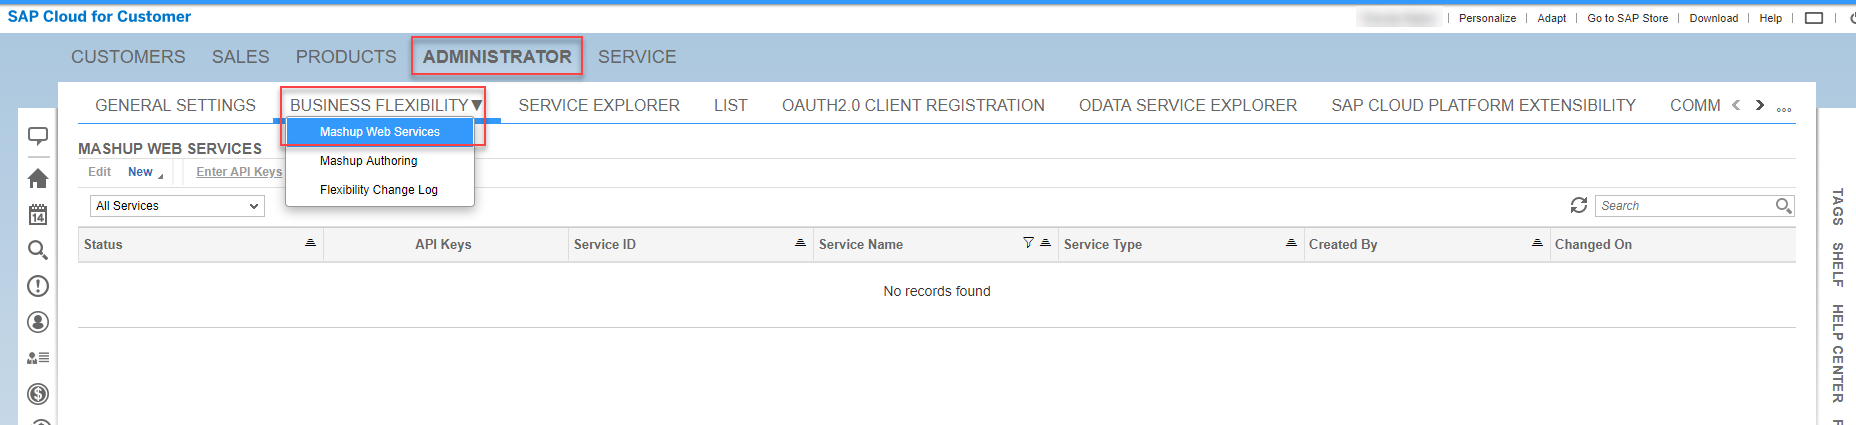 SAP Cloud for Customer
Personalize | Adapt | Go to SAP Store | Download | Help
CUSTOMERS SALES PRODUCTS ADMINISTRATOR SERVICE
GENERAL SETTINGS BUSINESS FLEXIBILITY▼ SERVICE EXPLORER LIST OAUTH2.0 CLIENT REGISTRATION ODATA SERVICE EXPLORER SAP CLOUD PLATFORM EXTENSIBILITY COMM < > ...
Mashup Web Services
Mashup Authoring
Flexibility Change Log
MASHUP WEB SERVICES
Edit New Enter API Keys
All Services
Search
Status API Keys Service ID Service Name Service Type Created By Changed On
No records found
14
TAGS
SHELF
HELP CENTER